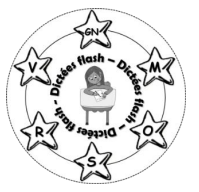 GN
M
O
S
R
V
Dictées flash – Dictées flash – Dictées flash –